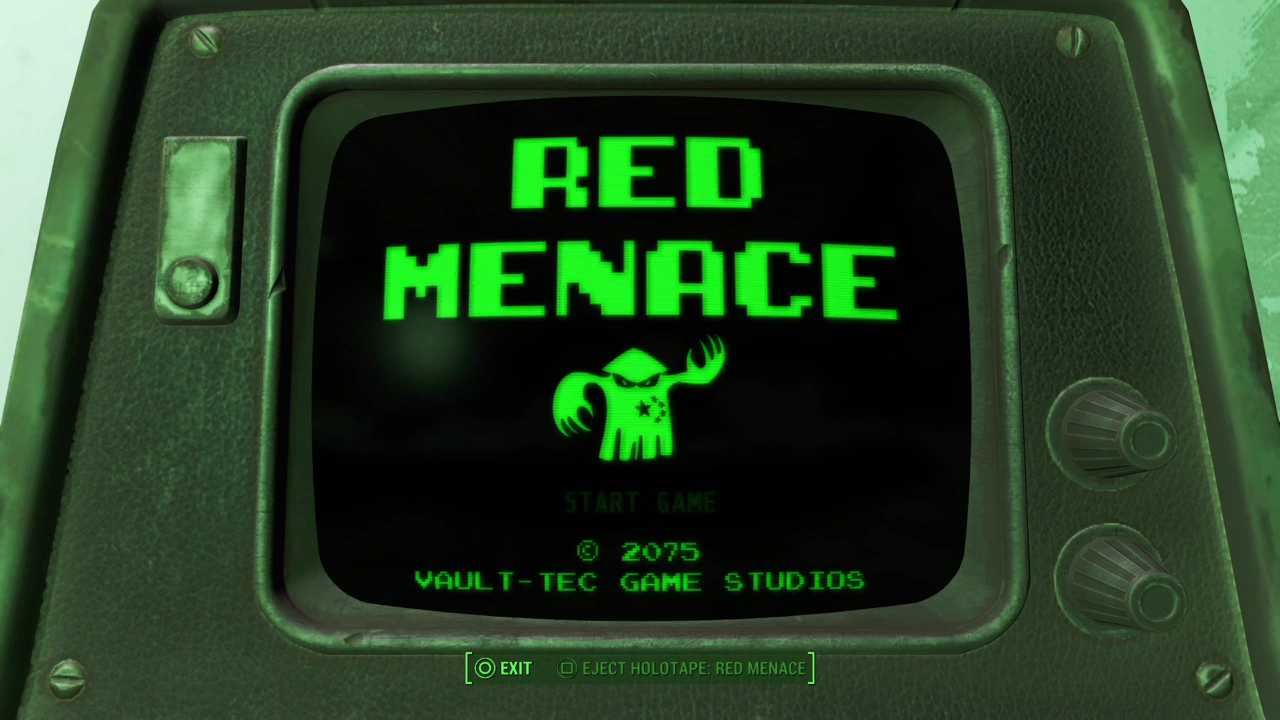 RED
MENACE
START GAME
© 2075
VAULT-TEC GAME STUDIOS
EXIT EJECT HOLOTAPE: RED MENACE